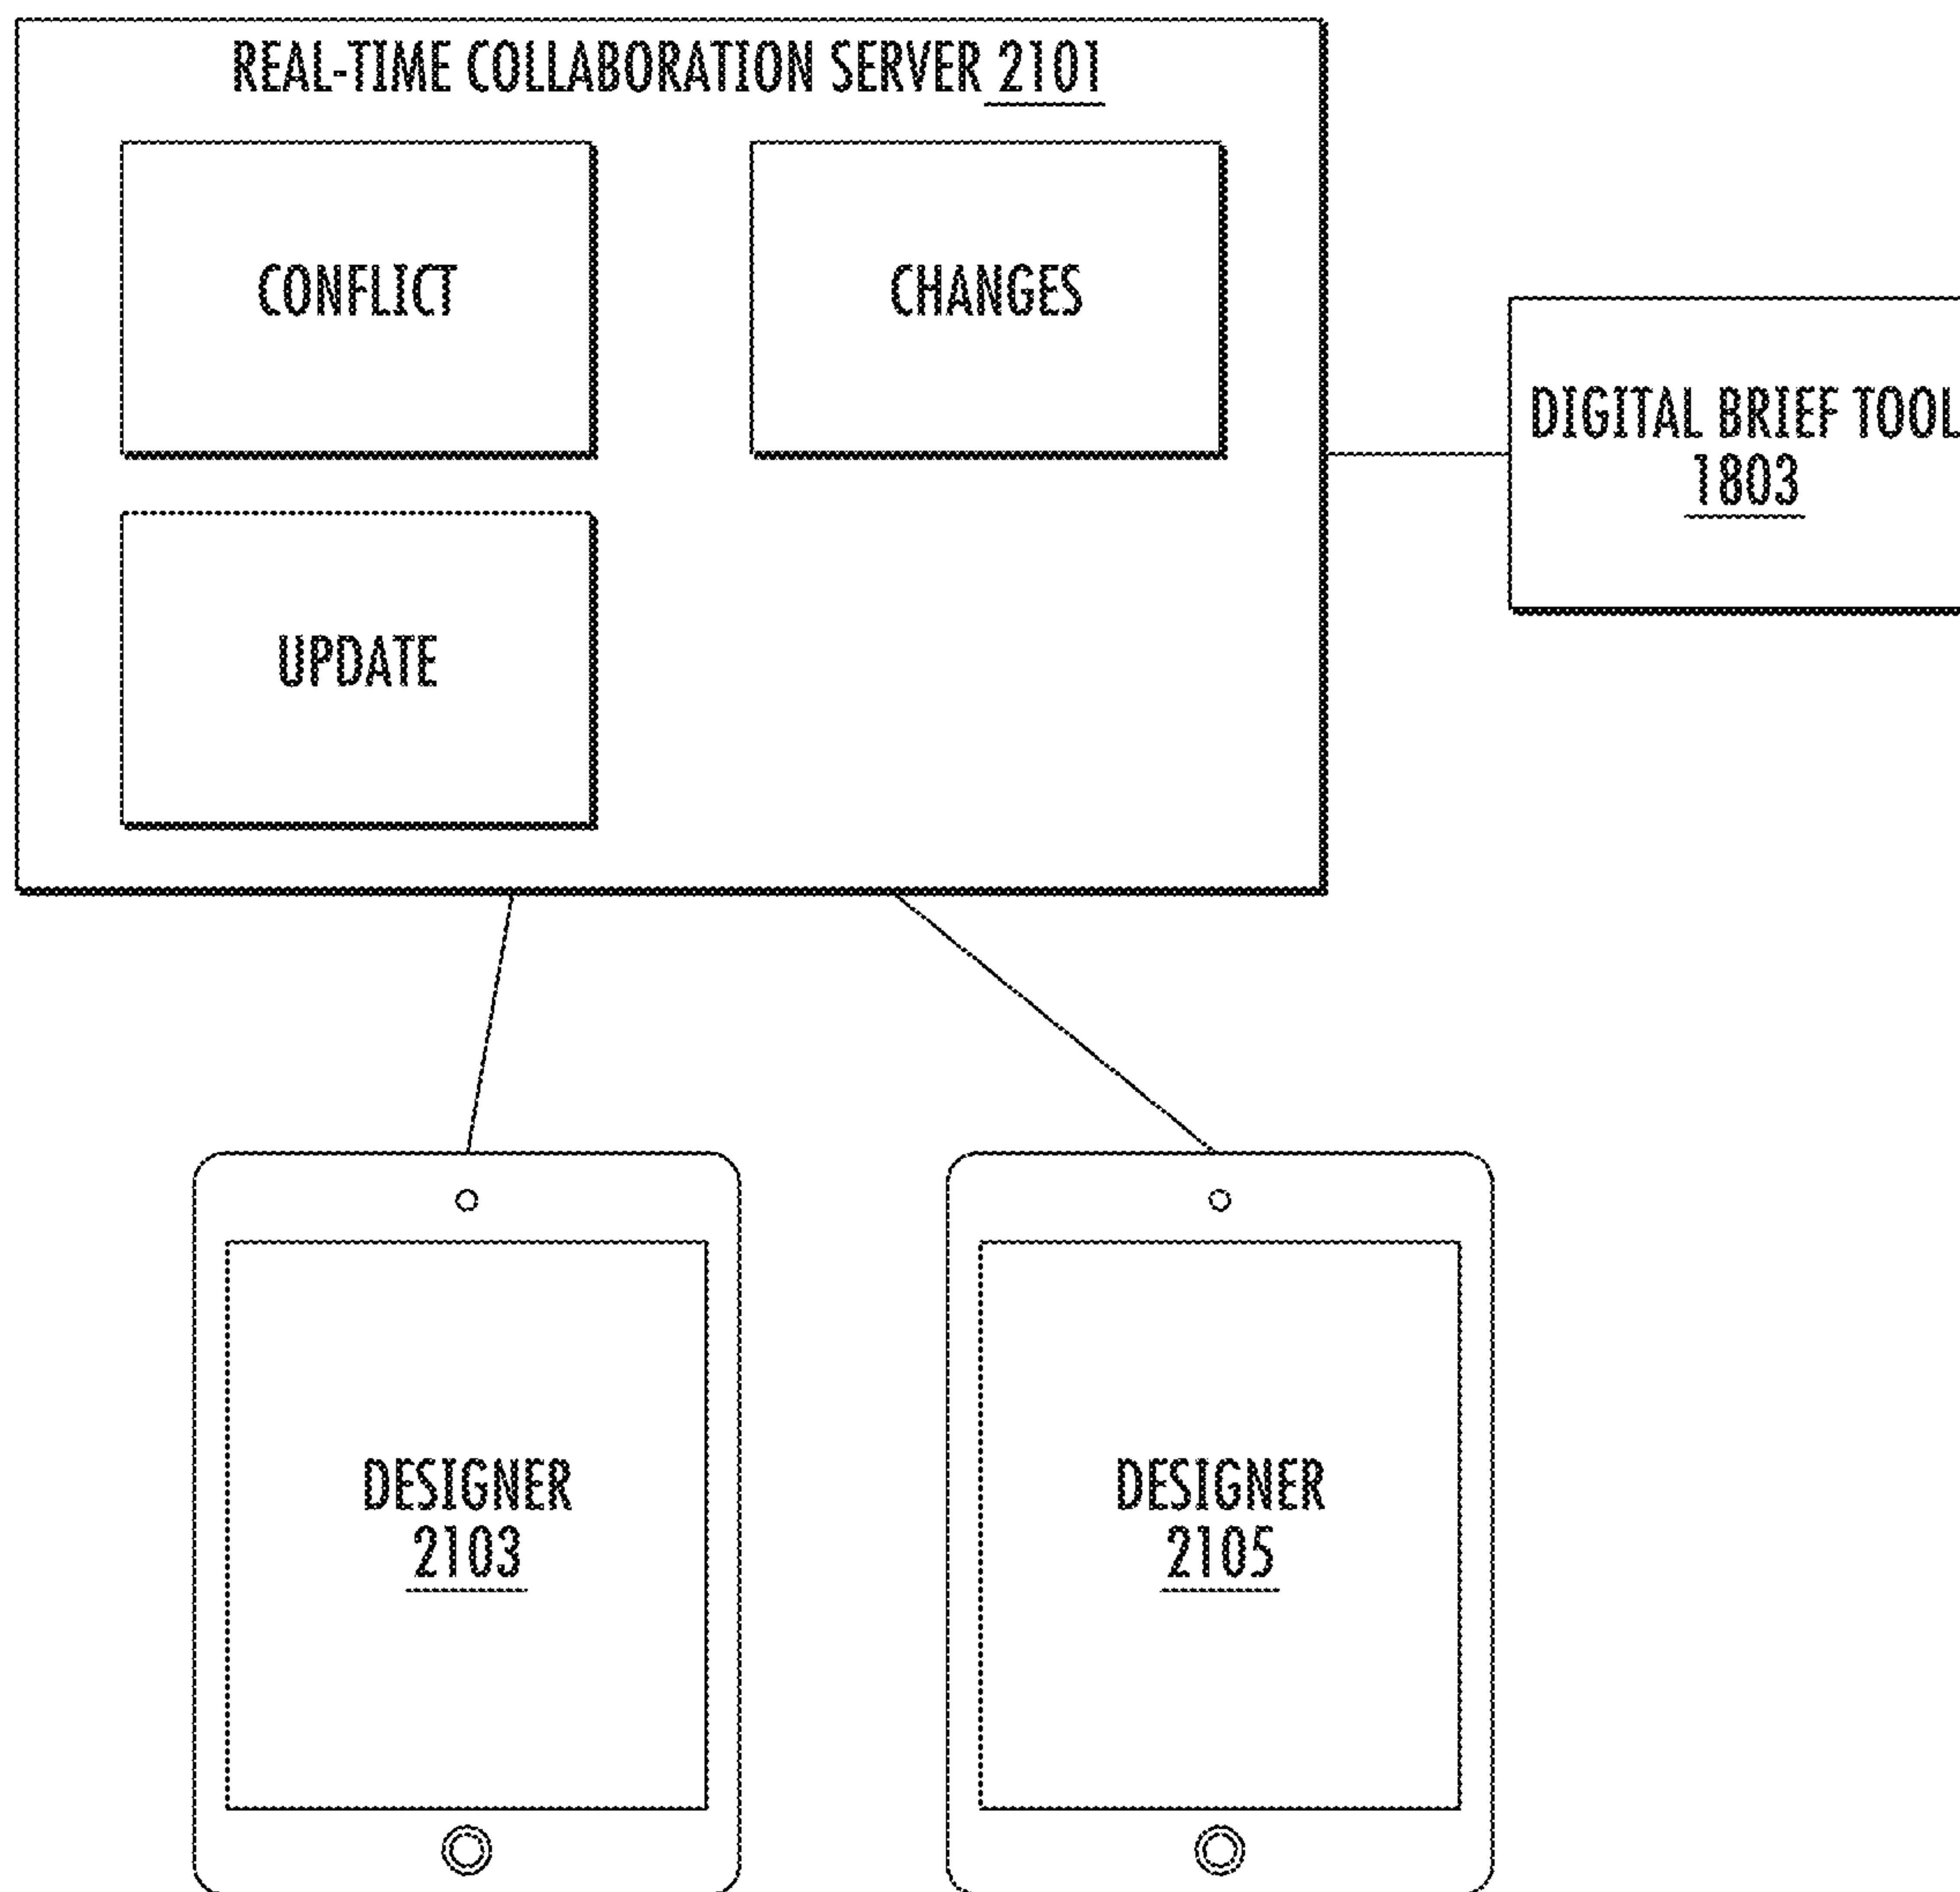 REAL-TIME COLLABORATION SERVER 2101
CONFLICT
CHANGES
UPDATE
DIGITAL BRIEF TOOL
1803
DESIGNER
2103
DESIGNER
2105